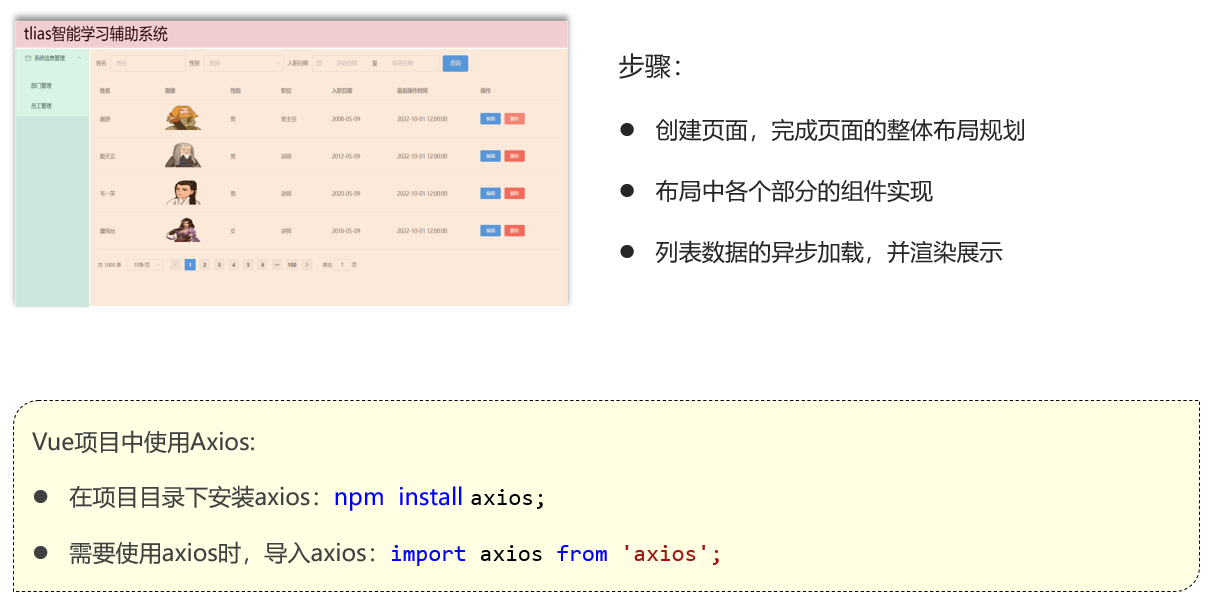 tlias智能学习辅助系统
系统信息管理
部门管理
员工管理
姓名 姓名 性别 性别 入职日期 开始日期 至 结束日期 查询
姓名 图像 性别 职位 入职日期 最后操作时间 操作
谢逊 男 班主任 2008-05-09 2022-10-01 12:00:00 编辑 删除
殷天正 男 讲师 2012-05-09 2022-10-01 12:00:00 编辑 删除
韦一笑 男 讲师 2020-05-09 2022-10-01 12:00:00 编辑 删除
黛绮丝 女 讲师 2018-05-09 2022-10-01 12:00:00 编辑 删除
共 1000 条 10条/页 < 1 2 3 4 5 6 ··· 100 > 前往 1 页
步骤：
● 创建页面，完成页面的整体布局规划
● 布局中各个部分的组件实现
● 列表数据的异步加载，并渲染展示
Vue项目中使用Axios:
● 在项目目录下安装axios：npm install axios;
● 需要使用axios时，导入axios：import axios from 'axios';